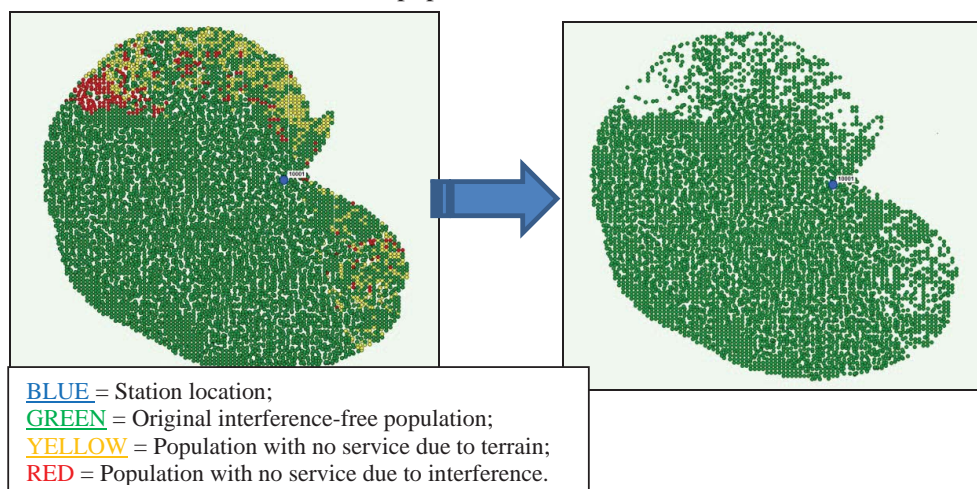 10001
10001
BLUE = Station location;
GREEN = Original interference-free population;
YELLOW = Population with no service due to terrain;
RED = Population with no service due to interference.